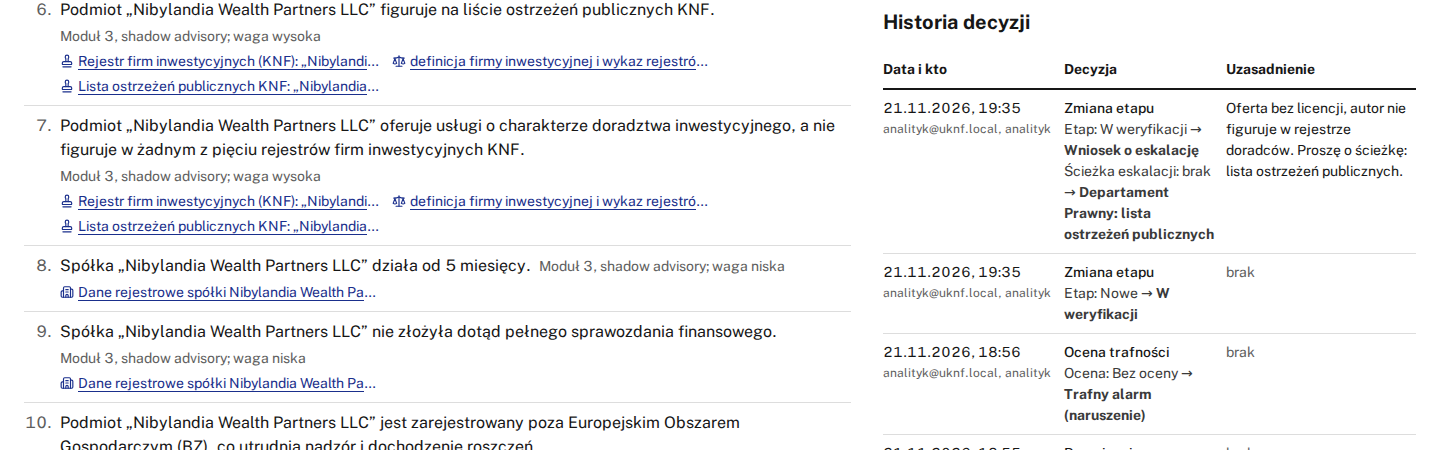 6. Podmiot „Nibylandia Wealth Partners LLC” figuruje na liście ostrzeżeń publicznych KNF.
Moduł 3, shadow advisory; waga wysoka
Rejestr firm inwestycyjnych (KNF): „Nibylandi... definicja firmy inwestycyjnej i wykaz rejestró...
Lista ostrzeżeń publicznych KNF: „Nibylandia...
7. Podmiot „Nibylandia Wealth Partners LLC” oferuje usługi o charakterze doradztwa inwestycyjnego, a nie
figuruje w żadnym z pięciu rejestrów firm inwestycyjnych KNF.
Moduł 3, shadow advisory; waga wysoka
Rejestr firm inwestycyjnych (KNF): „Nibylandi... definicja firmy inwestycyjnej i wykaz rejestró...
Lista ostrzeżeń publicznych KNF: „Nibylandia...
8. Spółka „Nibylandia Wealth Partners LLC” działa od 5 miesięcy. Moduł 3, shadow advisory; waga niska
Dane rejestrowe spółki Nibylandia Wealth Pa...
9. Spółka „Nibylandia Wealth Partners LLC” nie złożyła dotąd pełnego sprawozdania finansowego.
Moduł 3, shadow advisory; waga niska
Dane rejestrowe spółki Nibylandia Wealth Pa...
10. Podmiot „Nibylandia Wealth Partners LLC” jest zarejestrowany poza Europejskim Obszarem
Gospodarczym (BZ), co utrudnia nadzór i dochodzenie roszczeń.
Historia decyzji
Data i kto Decyzja Uzasadnienie
21.11.2026, 19:35 Zmiana etapu Oferta bez licencji, autor nie
analityk@uknf.local, analityk Etap: W weryfikacji → figuruje w rejestrze
Wniosek o eskalację doradców. Proszę o ścieżkę:
Ścieżka eskalacji: brak lista ostrzeżeń publicznych.
→ Departament
Prawny: lista
ostrzeżeń publicznych
21.11.2026, 19:35 Zmiana etapu brak
analityk@uknf.local, analityk Etap: Nowe → W
weryfikacji
21.11.2026, 18:56 Ocena trafności brak
analityk@uknf.local, analityk Ocena: Bez oceny →
Trafny alarm
(naruszenie)